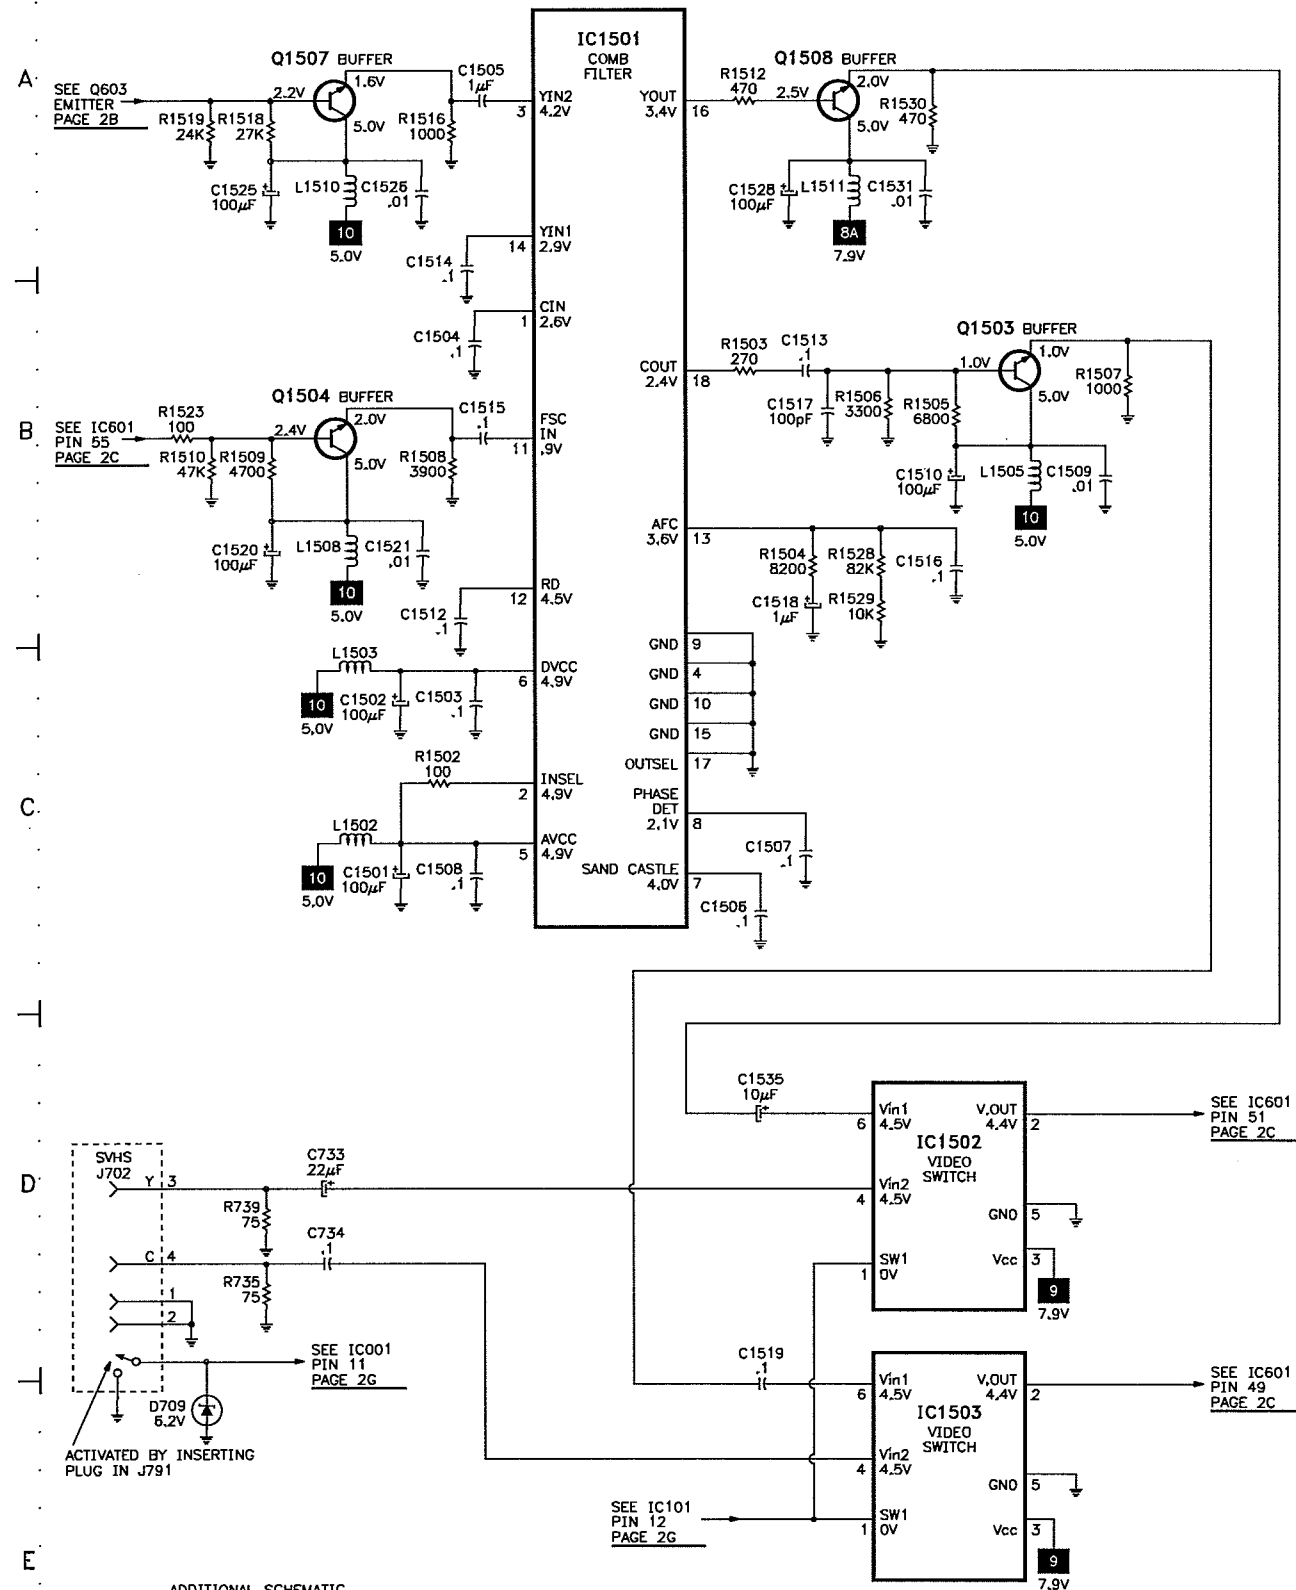 A
SEE Q603
EMITTER
PAGE 2B
Q1507 BUFFER
2.2V
1.6V
5.0V
R1519
24K
R1518
27K
C1505
1µF
R1516
1000
C1525
100µF
L1510
C1526
.01
10
5.0V
IC1501
COMB
FILTER
YIN2
3 4.2V
YOUT
3.4V 16
R1512
470
Q1508 BUFFER
2.5V
2.0V
5.0V
R1530
470
C1528
100µF
L1511
C1531
.01
8A
7.9V
YIN1
14 2.9V
C1514
.1
CIN
1 2.6V
C1504
.1
COUT
2.4V 18
R1503
270
C1513
.1
Q1503 BUFFER
1.0V
1.0V
5.0V
R1507
1000
C1517
100pF
R1506
3300
R1505
6800
C1510
100µF
L1505
C1509
.01
10
5.0V
B
SEE IC601
PIN 55
PAGE 2C
R1523
100
Q1504 BUFFER
2.4V
2.0V
5.0V
R1510
47K
R1509
4700
C1515
.1
R1508
3900
FSC
IN
11 .9V
C1520
100µF
L1508
C1521
.01
10
5.0V
AFC
3.6V 13
R1504
8200
R1528
82K
C1516
.1
C1518
1µF
R1529
10K
RD
12 4.5V
C1512
.1
L1503
10
5.0V
C1502
100µF
C1503
.1
DVCC
6 4.9V
GND 9
GND 4
GND 10
GND 15
OUTSEL 17
C
R1502
100
INSEL
2 4.9V
L1502
10
5.0V
C1501
100µF
C1508
.1
AVCC
5 4.9V
PHASE
DET
2.1V 8
C1507
.1
SAND CASTLE
4.0V 7
C1506
.1
C1535
10µF
Vin1
6 4.5V
V.OUT
4.4V 2
IC1502
VIDEO
SWITCH
SEE IC601
PIN 51
PAGE 2C
D
SVHS
J702
Y 3
C733
22µF
R739
75
Vin2
4 4.5V
GND 5
C 4
C734
.1
R735
75
1
2
SW1
1 0V
Vcc 3
9
7.9V
SEE IC001
PIN 11
PAGE 2G
D709
6.2V
ACTIVATED BY INSERTING
PLUG IN J791
C1519
.1
Vin1
6 4.5V
V.OUT
4.4V 2
IC1503
VIDEO
SWITCH
SEE IC601
PIN 49
PAGE 2C
Vin2
4 4.5V
GND 5
SEE IC101
PIN 12
PAGE 2G
SW1
1 0V
Vcc 3
9
7.9V
E
ADDITIONAL SCHEMATIC